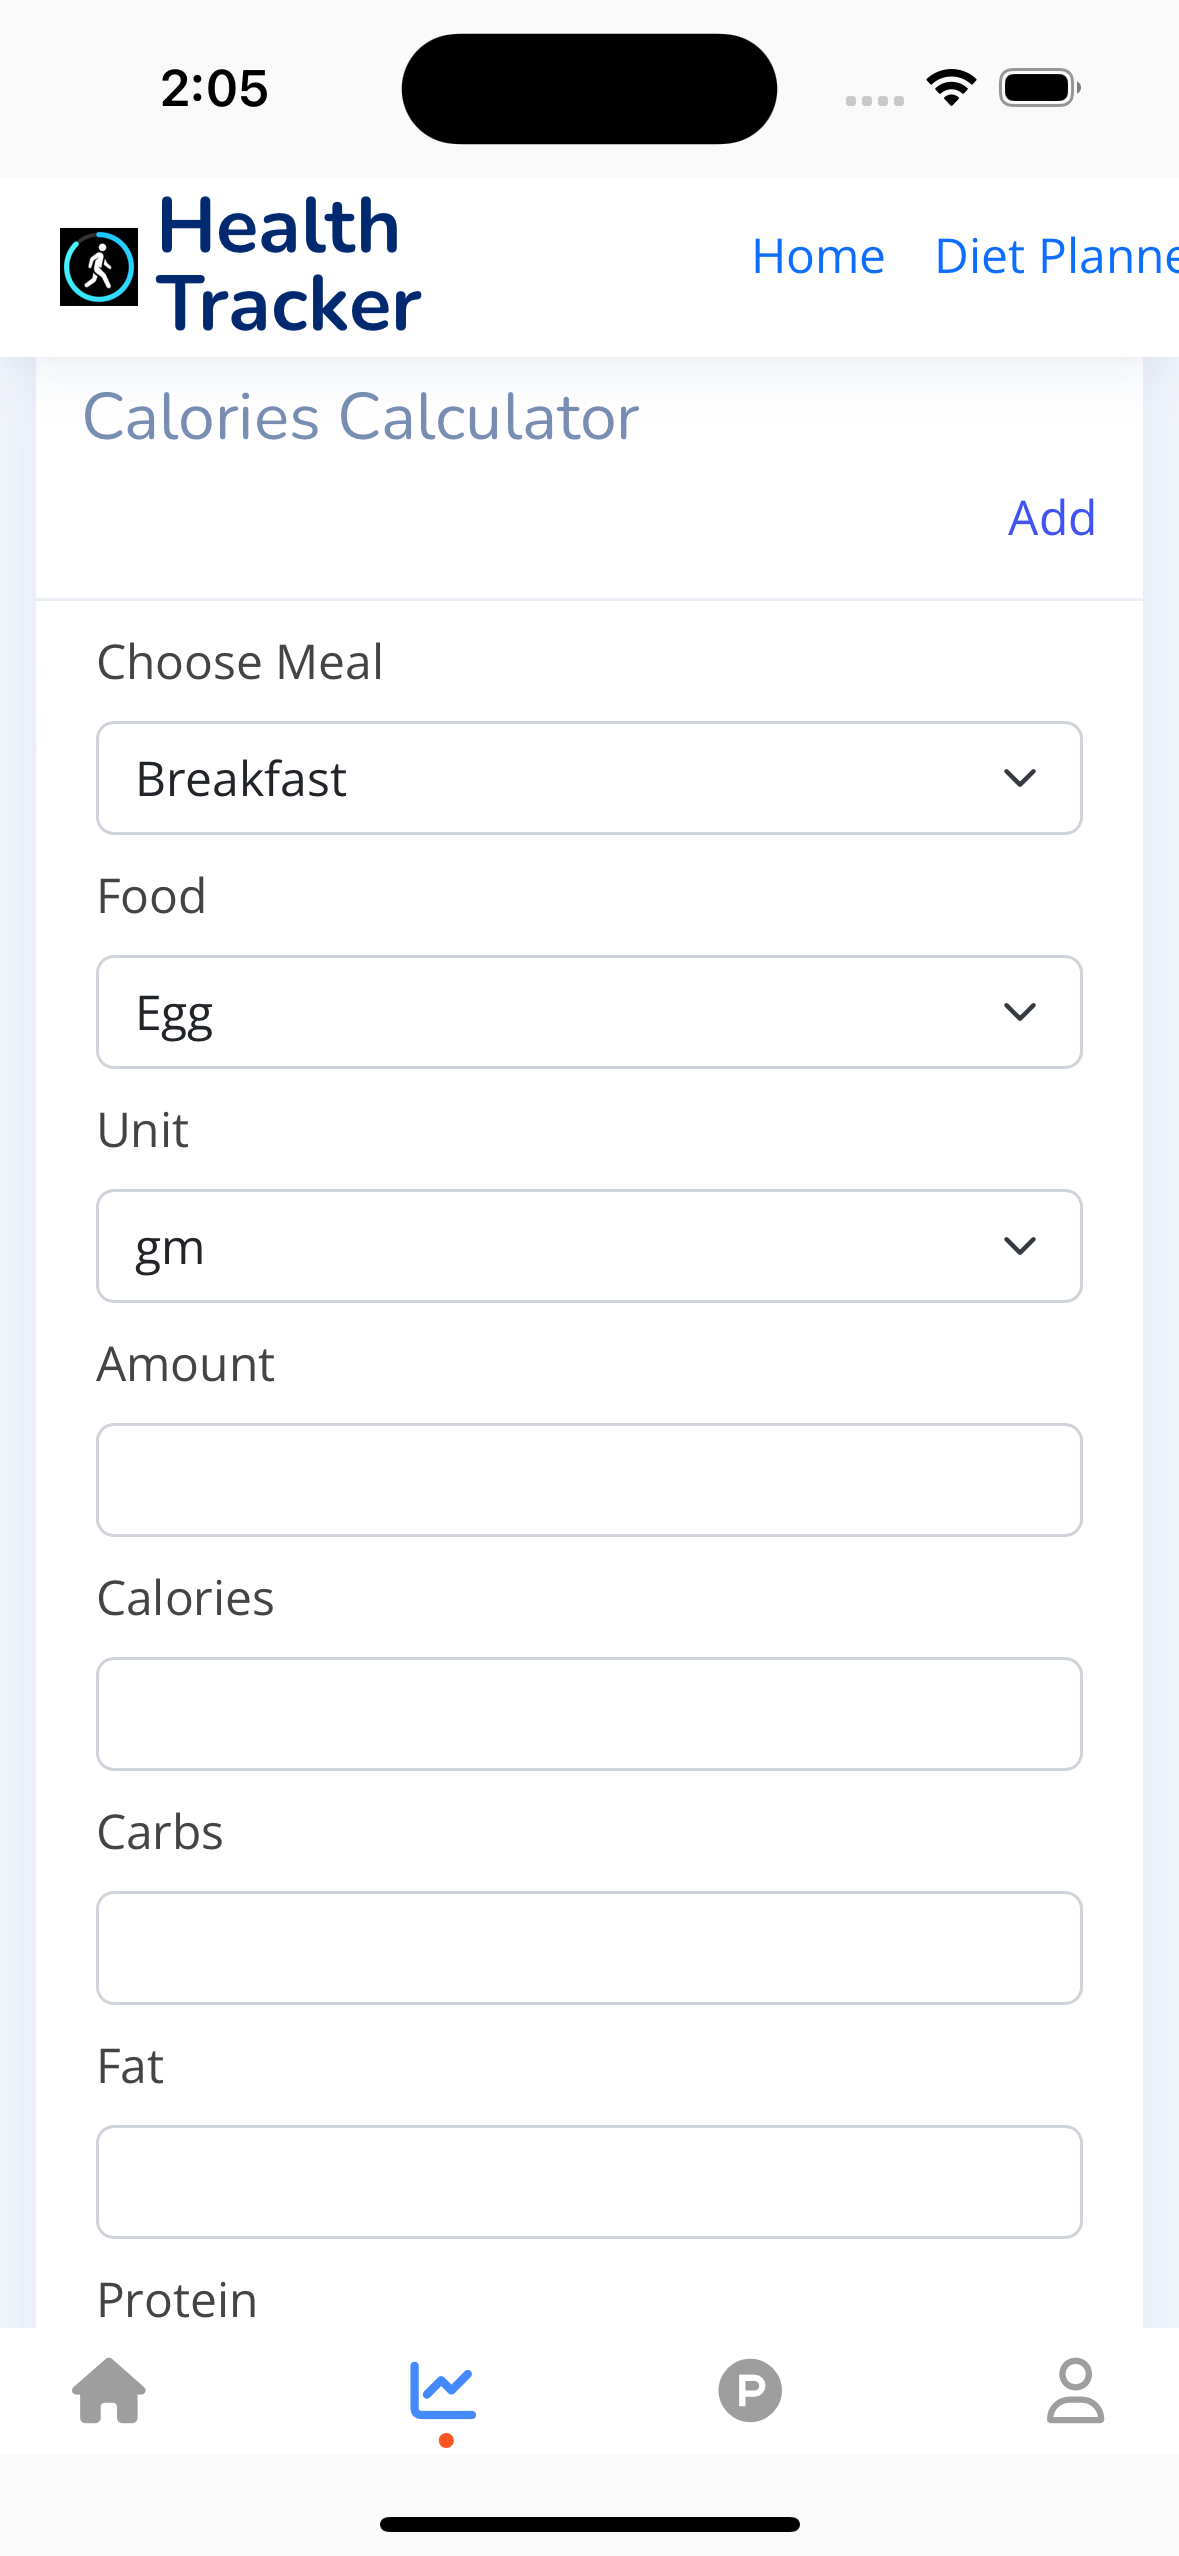 2:05
Health
Tracker
Home Diet Planne
Calories Calculator
Add
Choose Meal
Breakfast
Food
Egg
Unit
gm
Amount
Calories
Carbs
Fat
Protein
P